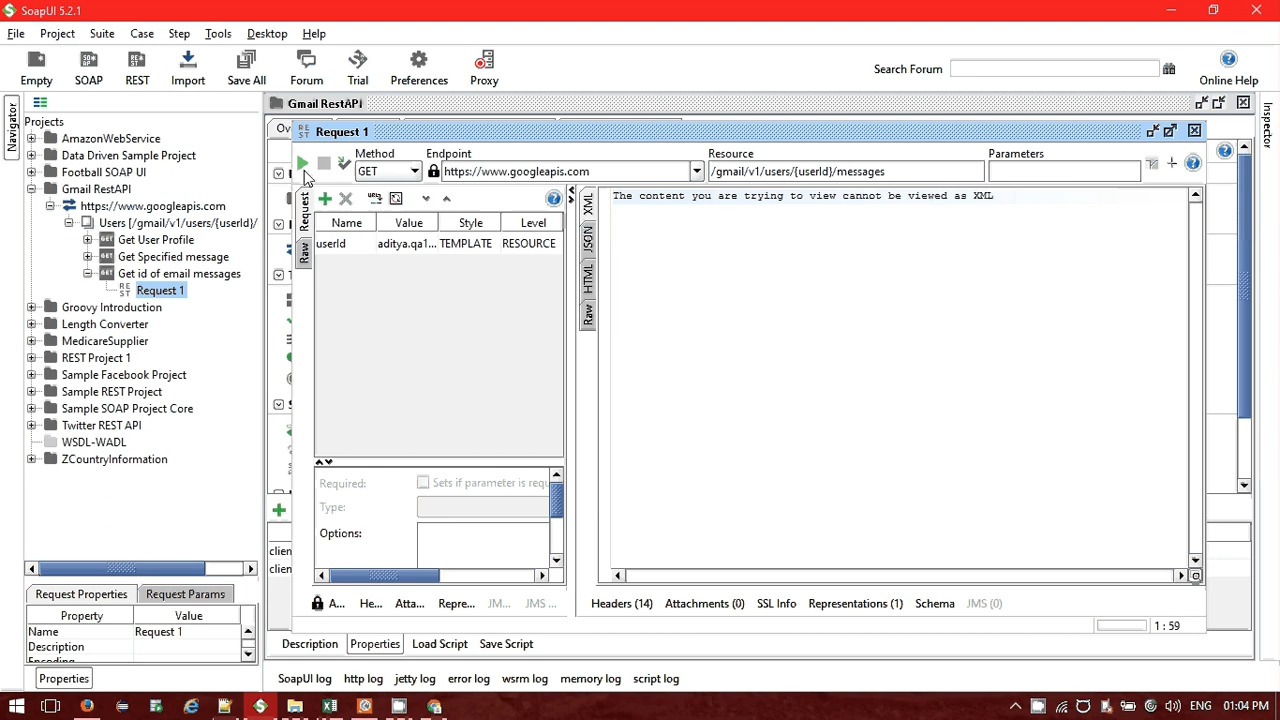 SoapUI 5.2.1
File Project Suite Case Step Tools Desktop Help
Empty SOAP REST Import Save All Forum Trial Preferences Proxy
Search Forum
Online Help
Navigator
Projects
AmazonWebService
Data Driven Sample Project
Football SOAP UI
Gmail RestAPI
https://www.googleapis.com
Users [/gmail/v1/users/{userId}/
Get User Profile
Get Specified message
Get id of email messages
Request 1
Groovy Introduction
Length Converter
MedicareSupplier
REST Project 1
Sample Facebook Project
Sample REST Project
Sample SOAP Project Core
Twitter REST API
WSDL-WADL
ZCountryInformation
Request Properties Request Params
Property Value
Name Request 1
Description
Properties
Gmail RestAPI
Request 1
Method Endpoint Resource Parameters
GET https://www.googleapis.com /gmail/v1/users/{userId}/messages
Request
Raw
Name Value Style Level
userId aditya.qa1... TEMPLATE RESOURCE
Required: Sets if parameter is requ
Type:
Options:
XML
JSON
HTML
Raw
The content you are trying to view cannot be viewed as XML
A... He... Atta... Repre... JM... JMS ...
Headers (14) Attachments (0) SSL Info Representations (1) Schema JMS (0)
1 : 59
Description Properties Load Script Save Script
SoapUI log http log jetty log error log wsrm log memory log script log
Inspector
ENG 01:04 PM